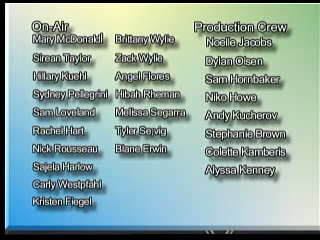 On-Air
Mary McDonald
Sirean Taylor
Hillary Kuehl
Sydney Pellegrini
Sam Loveland
Rachel Hart
Nick Rousseau
Sajela Harlow
Carly Westpfahl
Kristen Fiegel
Brittany Wylie
Zack Wylie
Angel Flores
Hibah Rheman
Melissa Segarra
Tyler Servig
Blane Erwin
Production Crew
Noelle Jacobs
Dylan Olsen
Sam Hornbaker
Niko Howe
Andy Kucherov
Stephanie Brown
Colette Kamberis
Alyssa Kenney